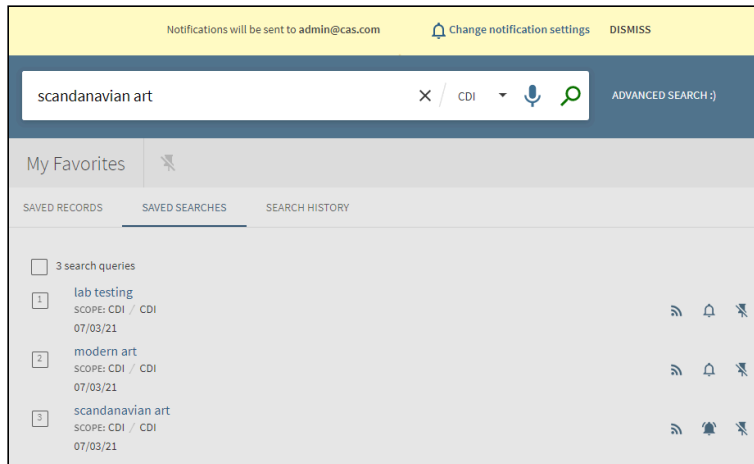 Notifications will be sent to admin@cas.com Change notification settings DISMISS
scandanavian art CDI ADVANCED SEARCH :)
My Favorites
SAVED RECORDS SAVED SEARCHES SEARCH HISTORY
3 search queries
1 lab testing
SCOPE: CDI / CDI
07/03/21
2 modern art
SCOPE: CDI / CDI
07/03/21
3 scandanavian art
SCOPE: CDI / CDI
07/03/21